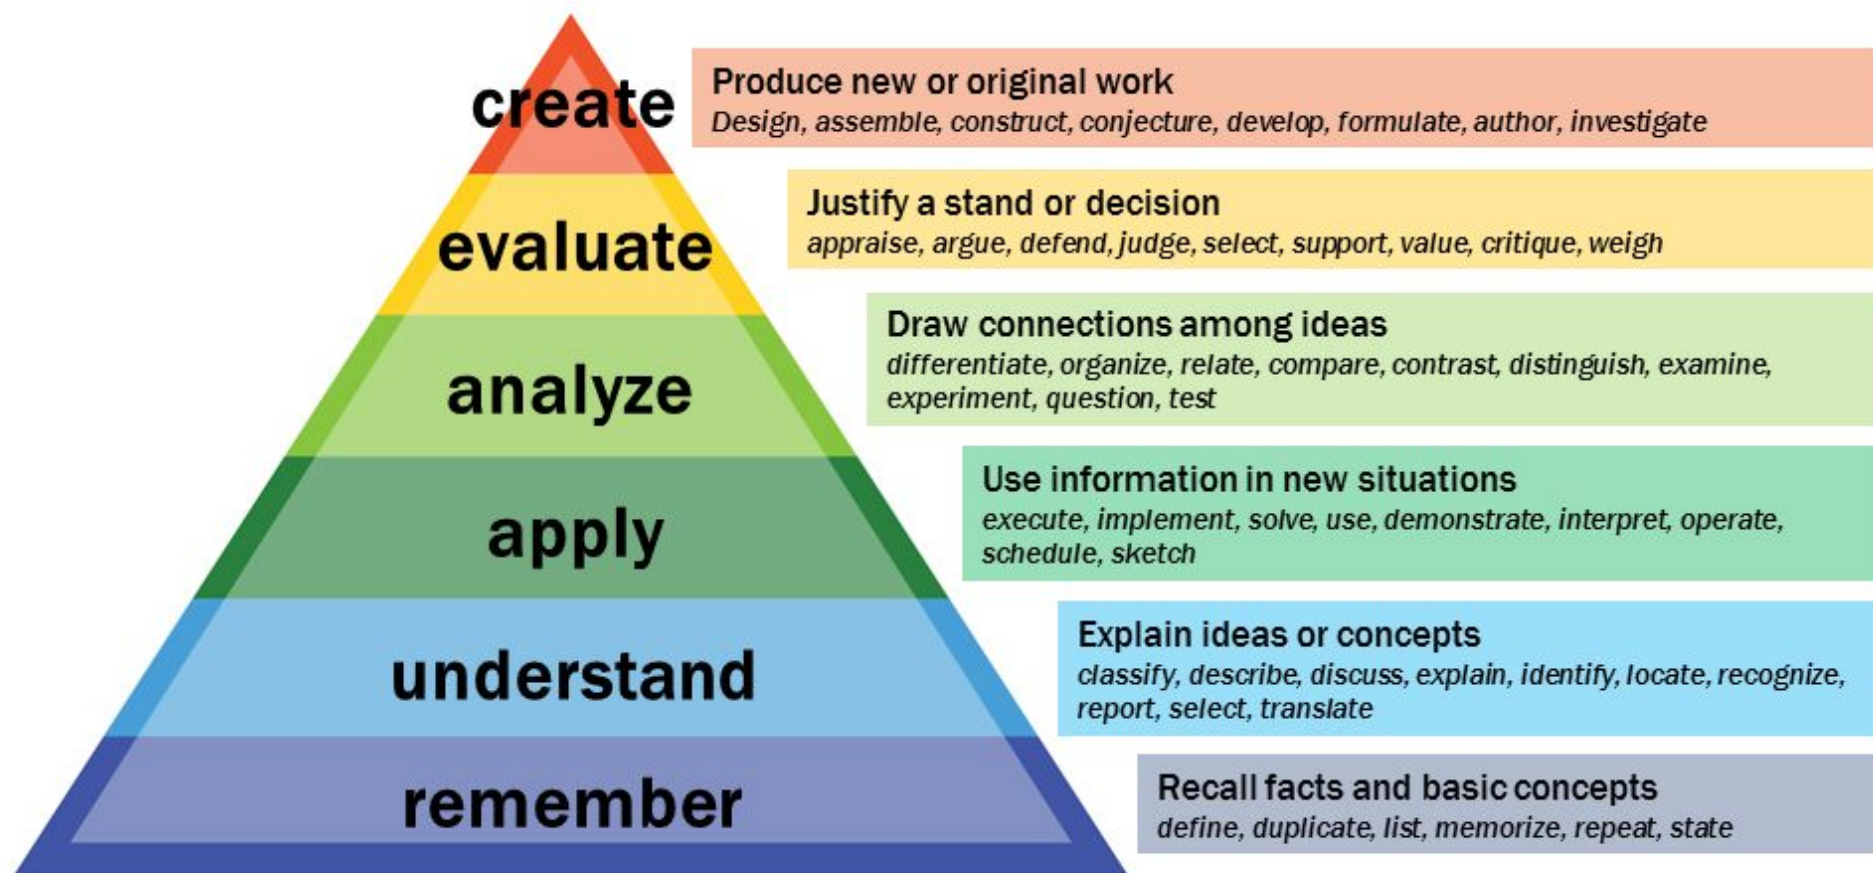 create
Produce new or original work
Design, assemble, construct, conjecture, develop, formulate, author, investigate
evaluate
Justify a stand or decision
appraise, argue, defend, judge, select, support, value, critique, weigh
analyze
Draw connections among ideas
differentiate, organize, relate, compare, contrast, distinguish, examine,
experiment, question, test
apply
Use information in new situations
execute, implement, solve, use, demonstrate, interpret, operate,
schedule, sketch
understand
Explain ideas or concepts
classify, describe, discuss, explain, identify, locate, recognize,
report, select, translate
remember
Recall facts and basic concepts
define, duplicate, list, memorize, repeat, state